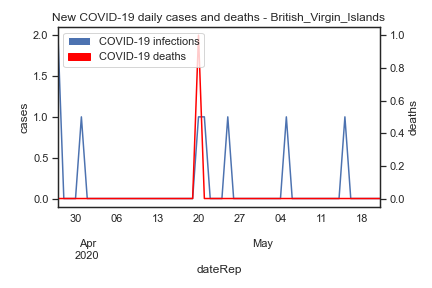 New COVID-19 daily cases and deaths - British_Virgin_Islands
COVID-19 infections
COVID-19 deaths
2.0
1.5
1.0
0.5
0.0
cases
1.0
0.8
0.6
0.4
0.2
0.0
deaths
30 06 13 20 27 04 11 18
Apr May
2020
dateRep